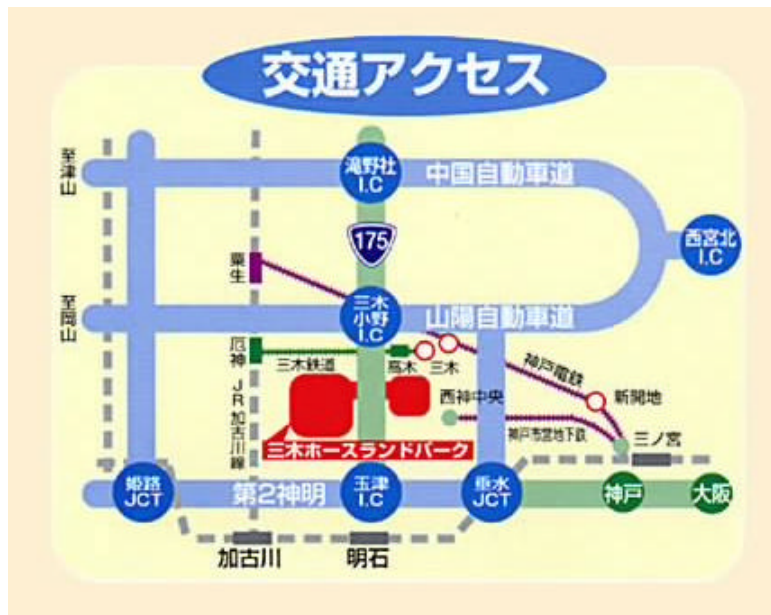 交通アクセス
至津山
滝野社
I.C
中国自動車道
175
西宮北
I.C
粟生
至岡山
三木
小野
I.C
山陽自動車道
厄神
三木鉄道
高木
三木
神戸電鉄
JR加古川線
西神中央
新開地
神戸市営地下鉄
三木ホースランドパーク
三ノ宮
姫路
JCT
第2神明
玉津
I.C
垂水
JCT
神戸
大阪
加古川
明石